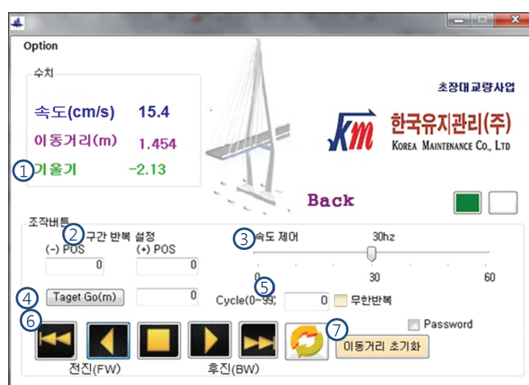 Option
수치
속도(cm/s) 15.4
이동거리(m) 1.454
① 기울기 -2.13
초장대교량사업
km 한국유지관리(주)
KOREA MAINTENANCE Co., LTD
Back
조작버튼
② 구간 반복 설정
(-) POS (+) POS
0 0
③ 속도 제어 30hz
0 30 60
④ Taget Go(m) 0
⑤
Cycle(0~99) 0 무한반복
⑥
Password
⑦ 이동거리 초기화
전진(FW) 후진(BW)